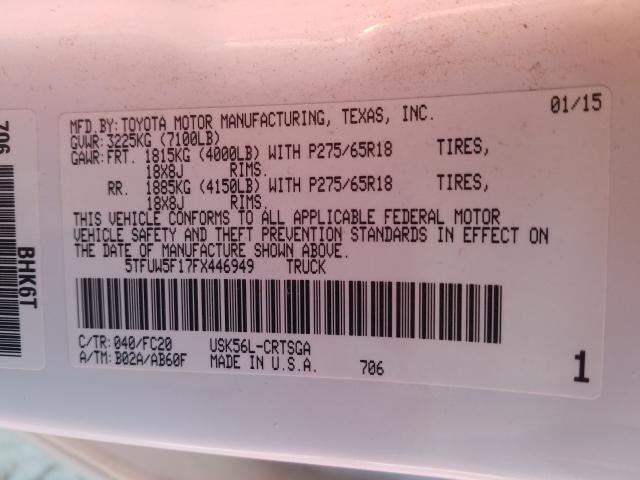 MFD.BY:TOYOTA MOTOR MANUFACTURING, TEXAS, INC. 01/15
GVWR:3225KG (7100LB)
GAWR:FRT. 1815KG (4000LB) WITH P275/65R18 TIRES,
18X8J RIMS.
RR. 1885KG (4150LB) WITH P275/65R18 TIRES,
18X8J RIMS.
THIS VEHICLE CONFORMS TO ALL APPLICABLE FEDERAL MOTOR
VEHICLE SAFETY AND THEFT PREVENTION STANDARDS IN EFFECT ON
THE DATE OF MANUFACTURE SHOWN ABOVE.
5TFUW5F17FX446949 TRUCK
C/TR:040/FC20 USK56L-CRTSGA
A/TM:B02A/AB60F MADE IN U.S.A. 706 1
706
BHK6T